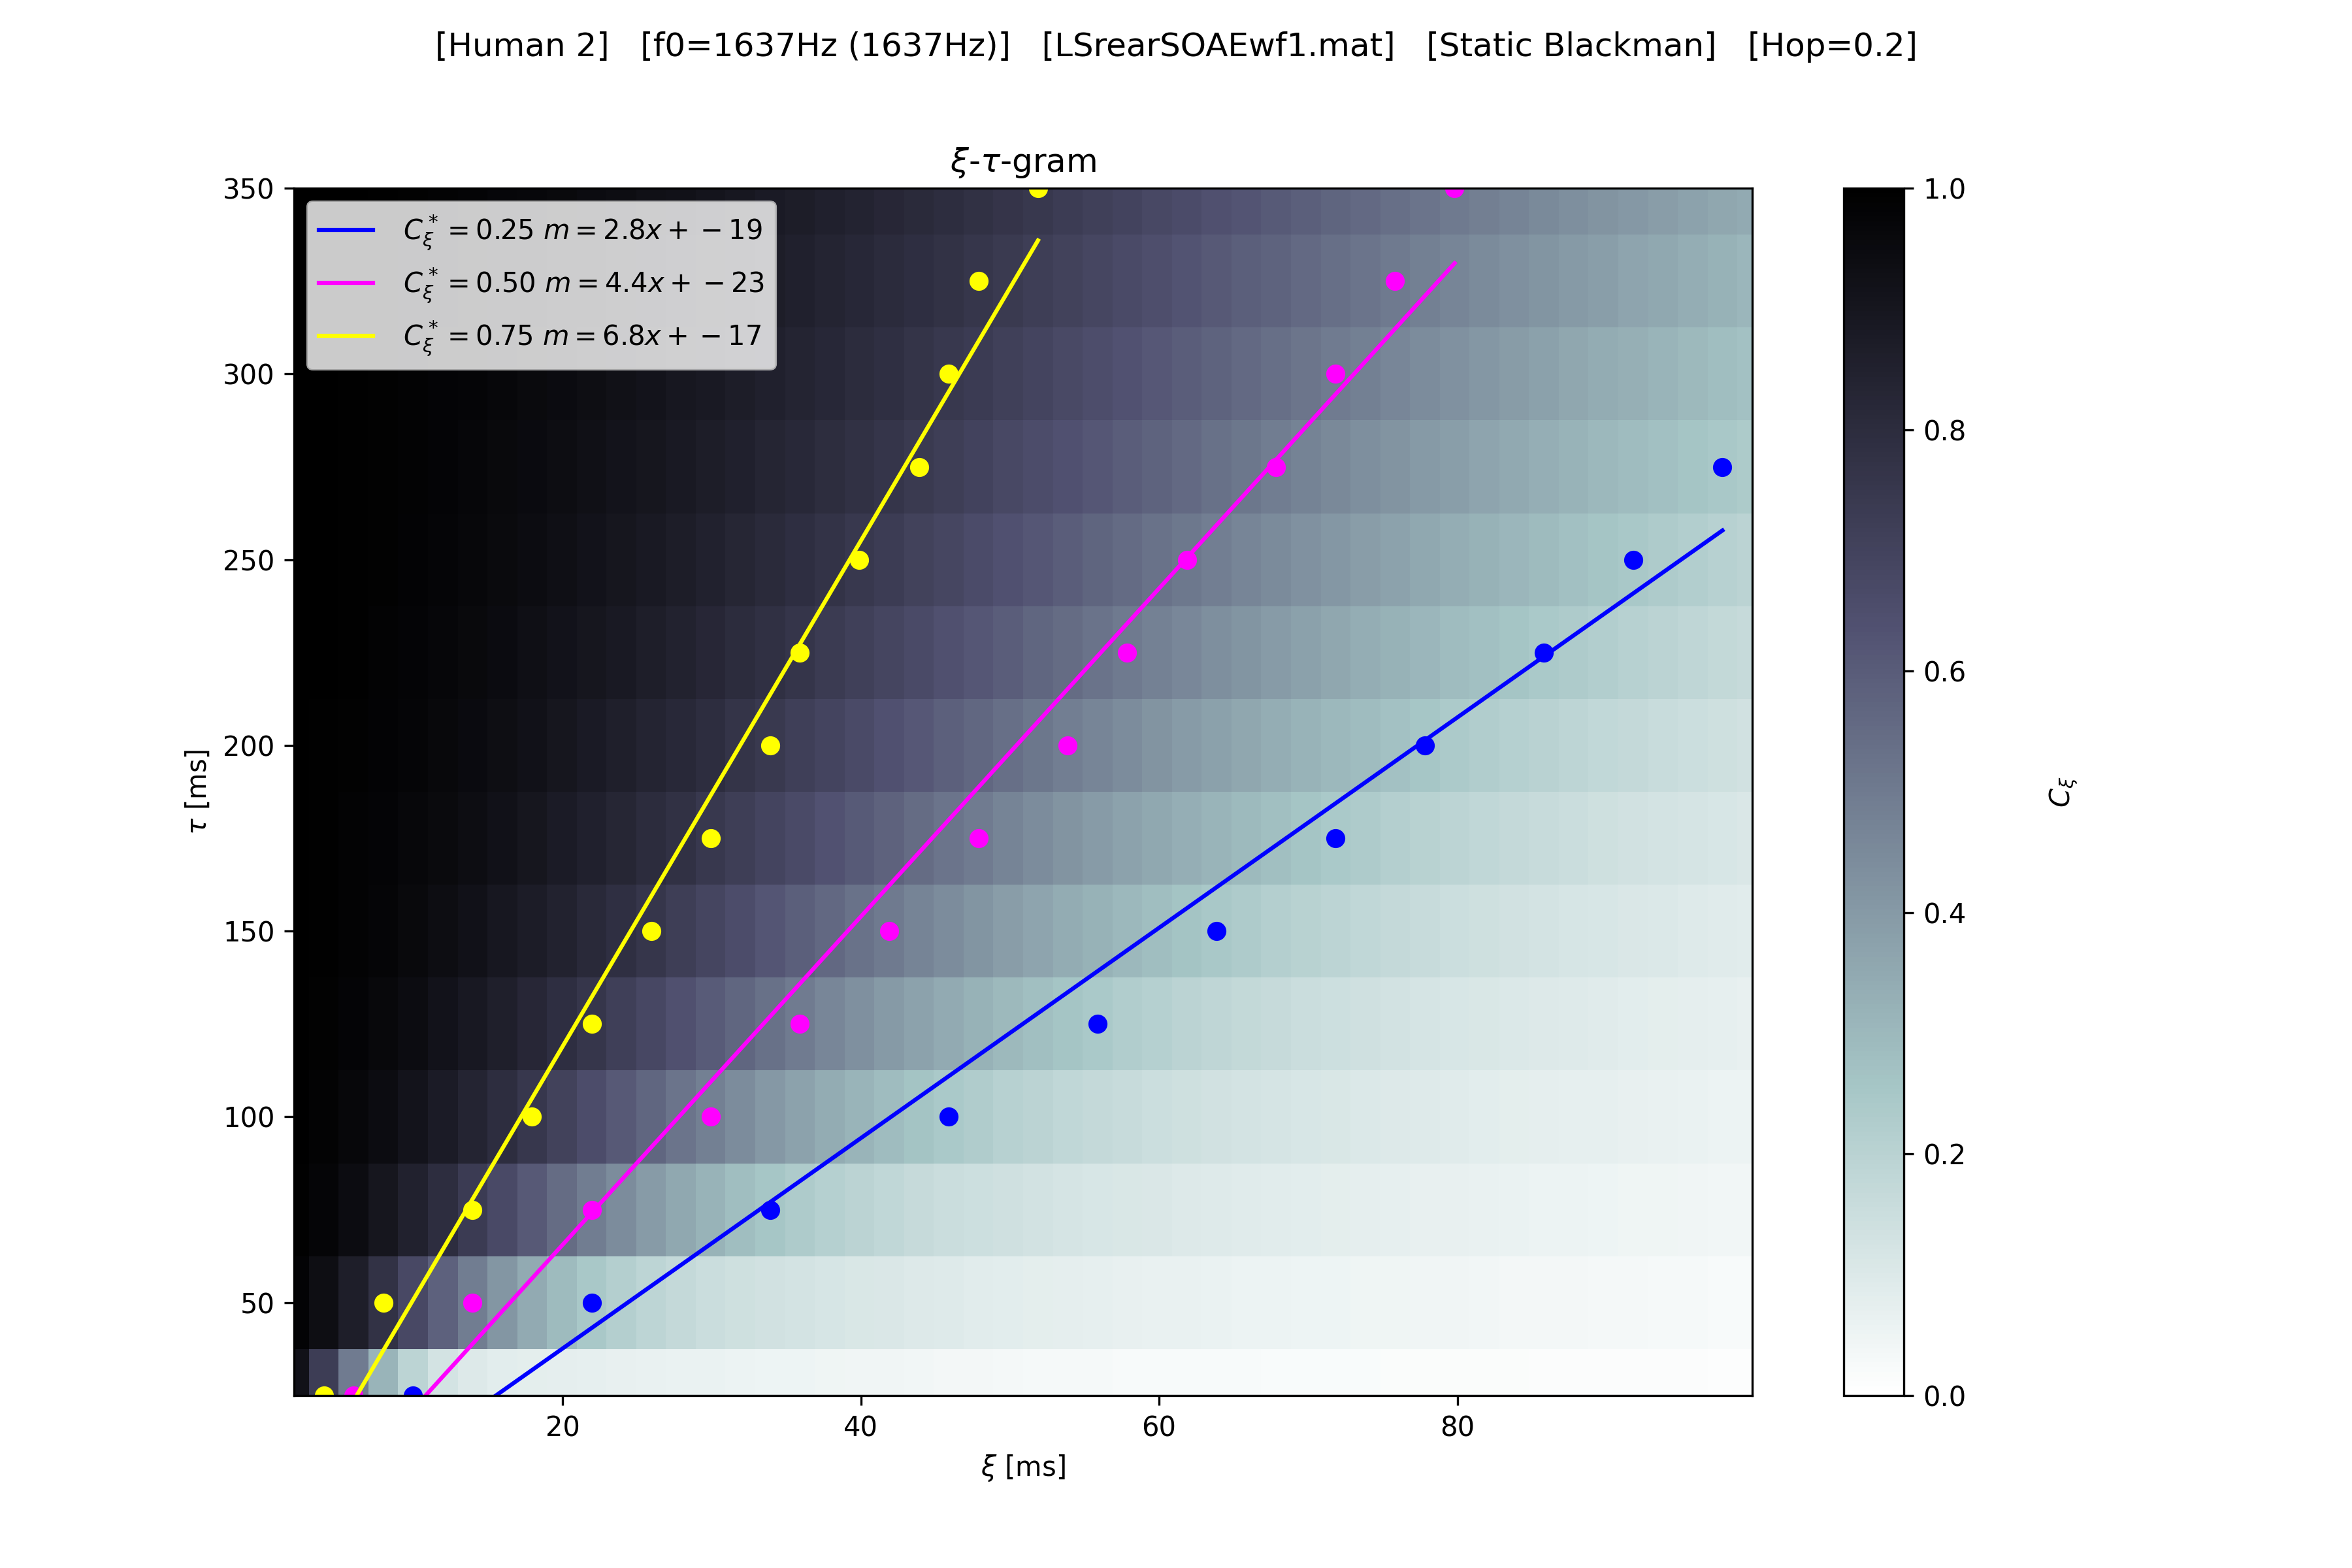 [Human 2] [f0=1637Hz (1637Hz)] [LSrearSOAEwf1.mat] [Static Blackman] [Hop=0.2]
ξ-τ-gram
C*ξ = 0.25 m = 2.8x + −19
C*ξ = 0.50 m = 4.4x + −23
C*ξ = 0.75 m = 6.8x + −17
350
300
250
200
150
100
50
τ [ms]
20 40 60 80
ξ [ms]
1.0
0.8
0.6
0.4
0.2
0.0
Cξ